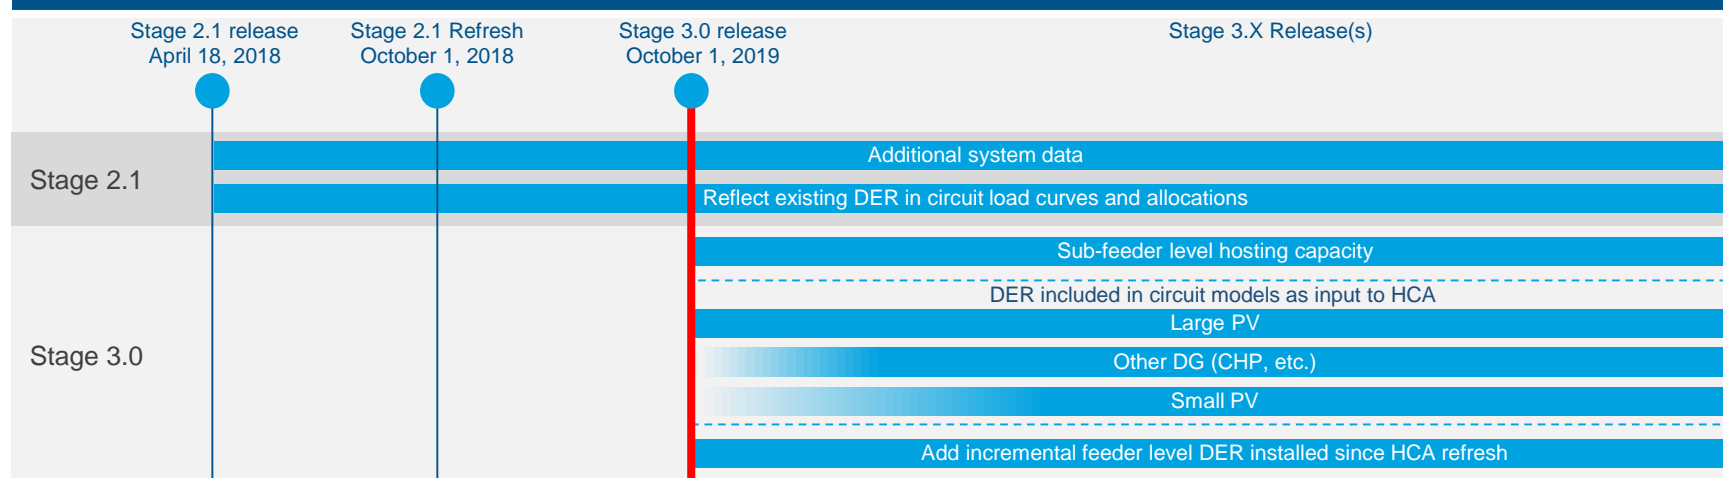 Stage 2.1 release
April 18, 2018
Stage 2.1 Refresh
October 1, 2018
Stage 3.0 release
October 1, 2019
Stage 3.X Release(s)
Stage 2.1
Additional system data
Reflect existing DER in circuit load curves and allocations
Stage 3.0
Sub-feeder level hosting capacity
DER included in circuit models as input to HCA
Large PV
Other DG (CHP, etc.)
Small PV
Add incremental feeder level DER installed since HCA refresh